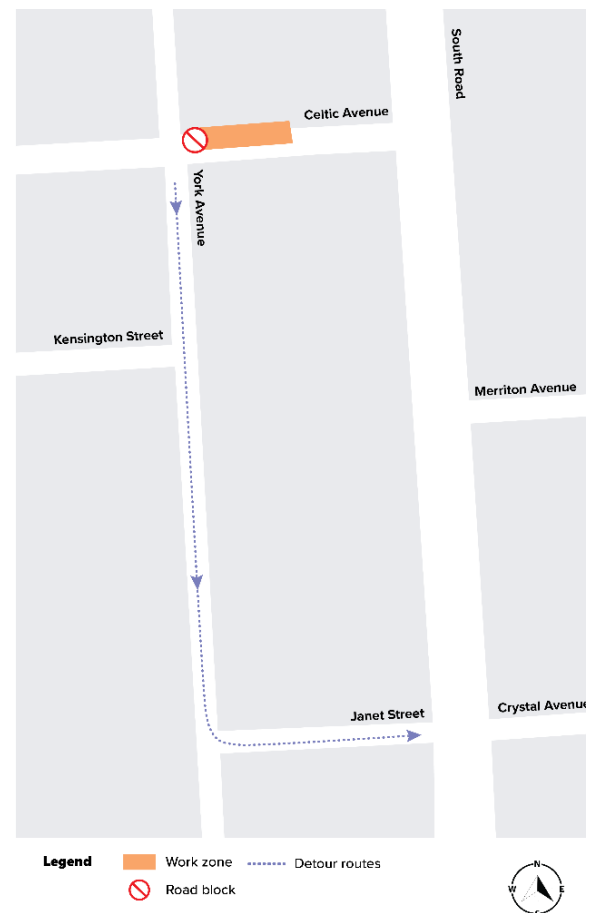 South Road
Celtic Avenue
York Avenue
Kensington Street
Merriton Avenue
Janet Street
Crystal Avenue
Legend
Work zone
Detour routes
Road block
N
W
E
S